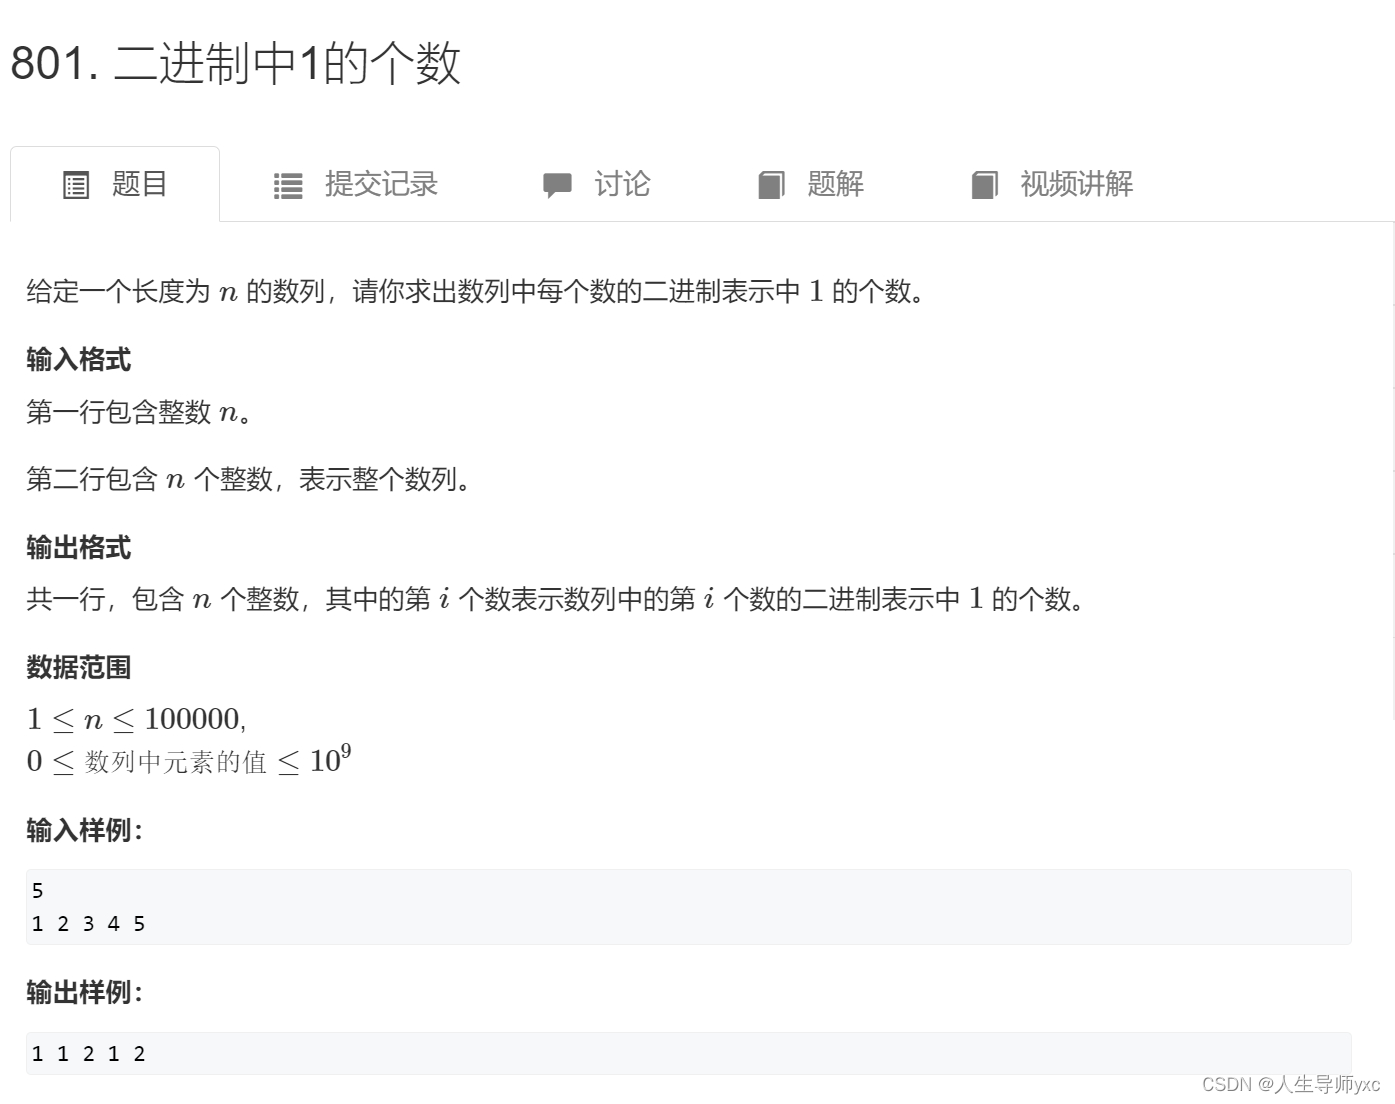 801. 二进制中1的个数
题目 提交记录 讨论 题解 视频讲解
给定一个长度为 n 的数列，请你求出数列中每个数的二进制表示中 1 的个数。
输入格式
第一行包含整数 n。
第二行包含 n 个整数，表示整个数列。
输出格式
共一行，包含 n 个整数，其中的第 i 个数表示数列中的第 i 个数的二进制表示中 1 的个数。
数据范围
1 ≤ n ≤ 100000,
0 ≤ 数列中元素的值 ≤ 10⁹
输入样例：
5
1 2 3 4 5
输出样例：
1 1 2 1 2
CSDN @人生导师yxc